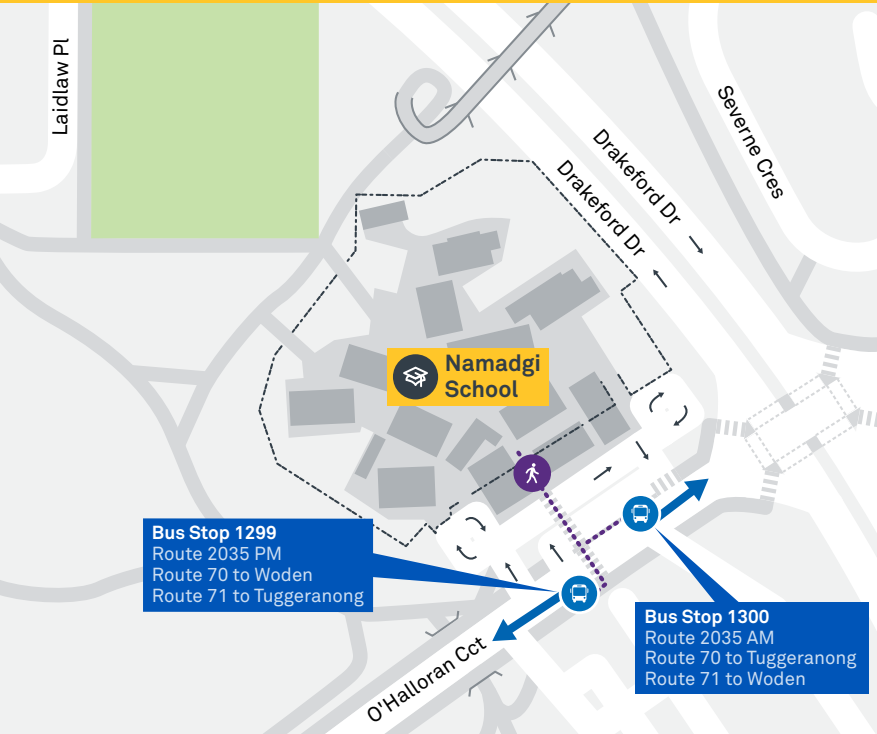 Laidlaw Pl
Severne Cres
Drakeford Dr
Drakeford Dr
Namadgi
School
Bus Stop 1299
Route 2035 PM
Route 70 to Woden
Route 71 to Tuggeranong
Bus Stop 1300
Route 2035 AM
Route 70 to Tuggeranong
Route 71 to Woden
O'Halloran Cct